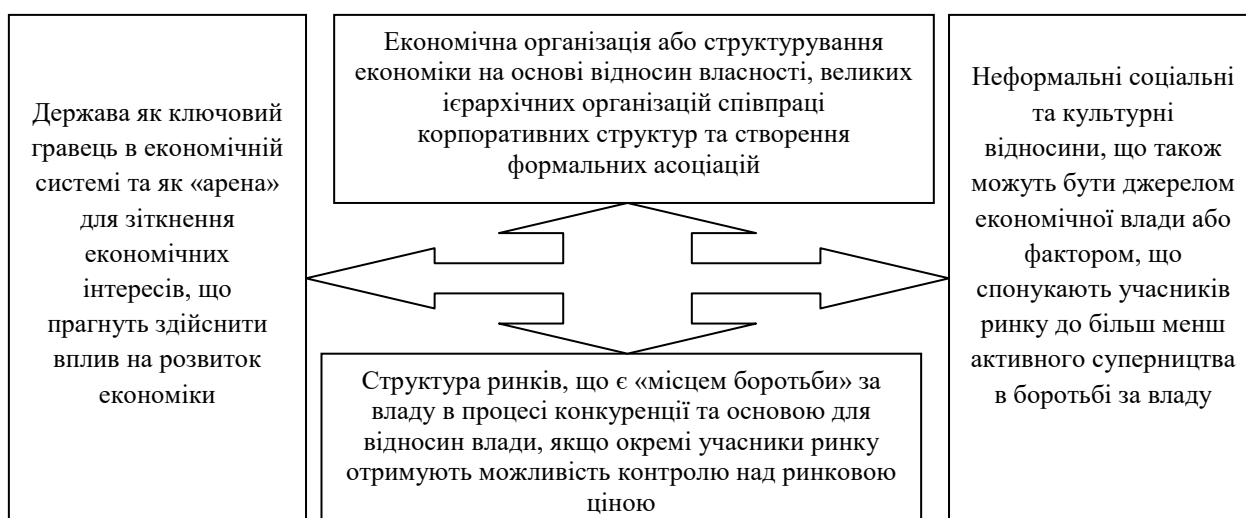 Держава як ключовий
гравець в економічній
системі та як «арена»
для зіткнення
економічних
інтересів, що
прагнуть здійснити
вплив на розвиток
економіки
Економічна організація або структурування
економіки на основі відносин власності, великих
ієрархічних організацій співпраці
корпоративних структур та створення
формальних асоціацій
Структура ринків, що є «місцем боротьби» за
владу в процесі конкуренції та основою для
відносин влади, якщо окремі учасники ринку
отримують можливість контролю над ринковою
ціною
Неформальні соціальні
та культурні
відносини, що також
можуть бути джерелом
економічної влади або
фактором, що
спонукають учасників
ринку до більш менш
активного суперництва
в боротьбі за владу